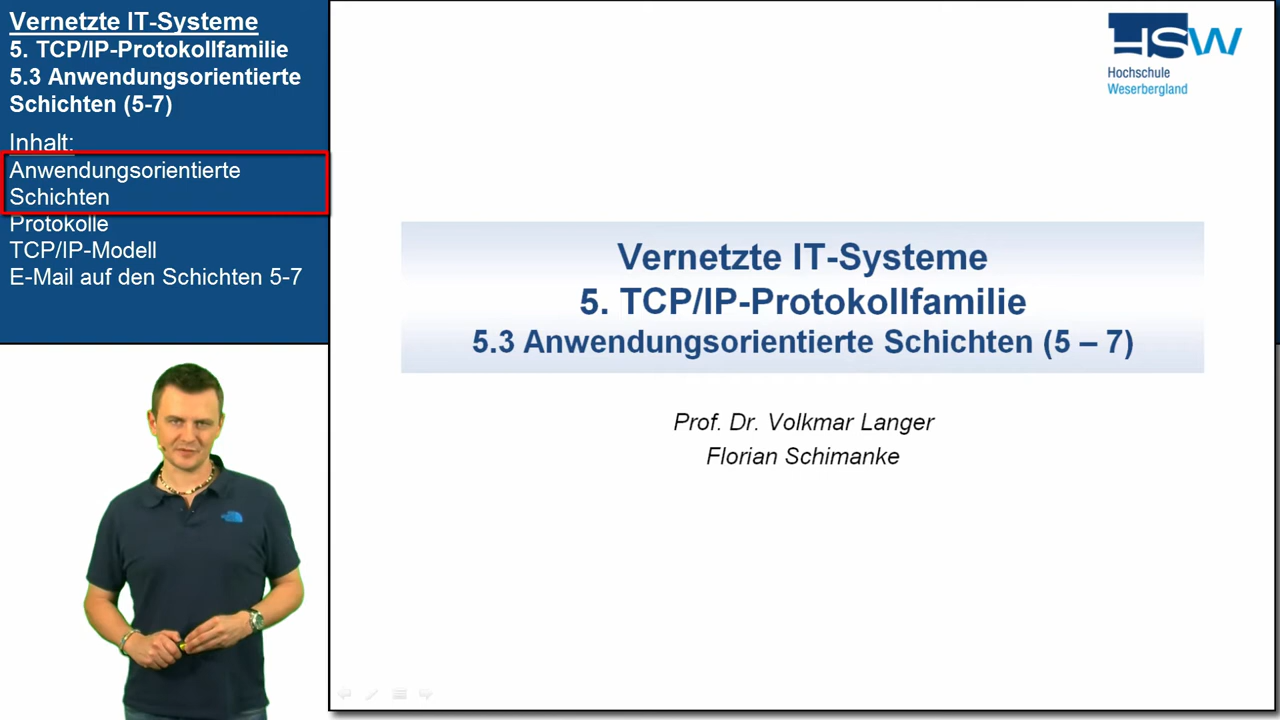 Vernetzte IT-Systeme
5. TCP/IP-Protokollfamilie
5.3 Anwendungsorientierte
Schichten (5-7)
Inhalt:
Anwendungsorientierte
Schichten
Protokolle
TCP/IP-Modell
E-Mail auf den Schichten 5-7
HSW
Hochschule
Weserbergland
Vernetzte IT-Systeme
5. TCP/IP-Protokollfamilie
5.3 Anwendungsorientierte Schichten (5 – 7)
Prof. Dr. Volkmar Langer
Florian Schimanke